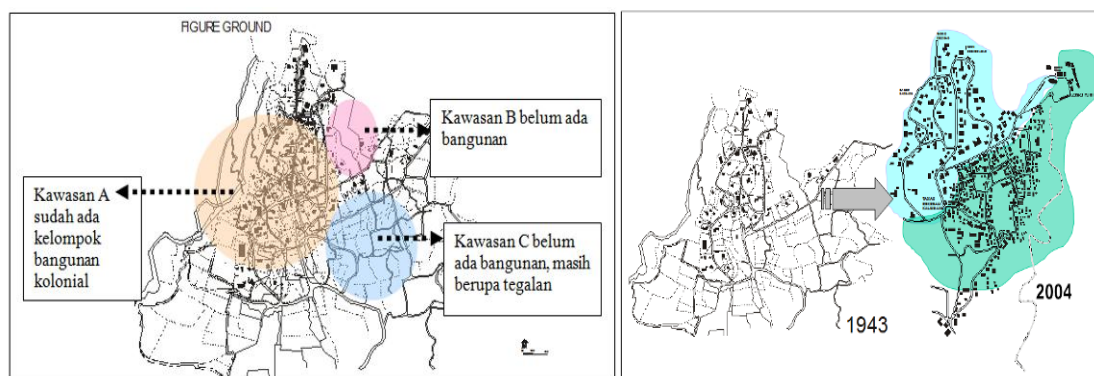 FIGURE GROUND
Kawasan B belum ada
bangunan
Kawasan A
sudah ada
kelompok
bangunan
kolonial
Kawasan C belum
ada bangunan, masih
berupa tegalan
1943
2004